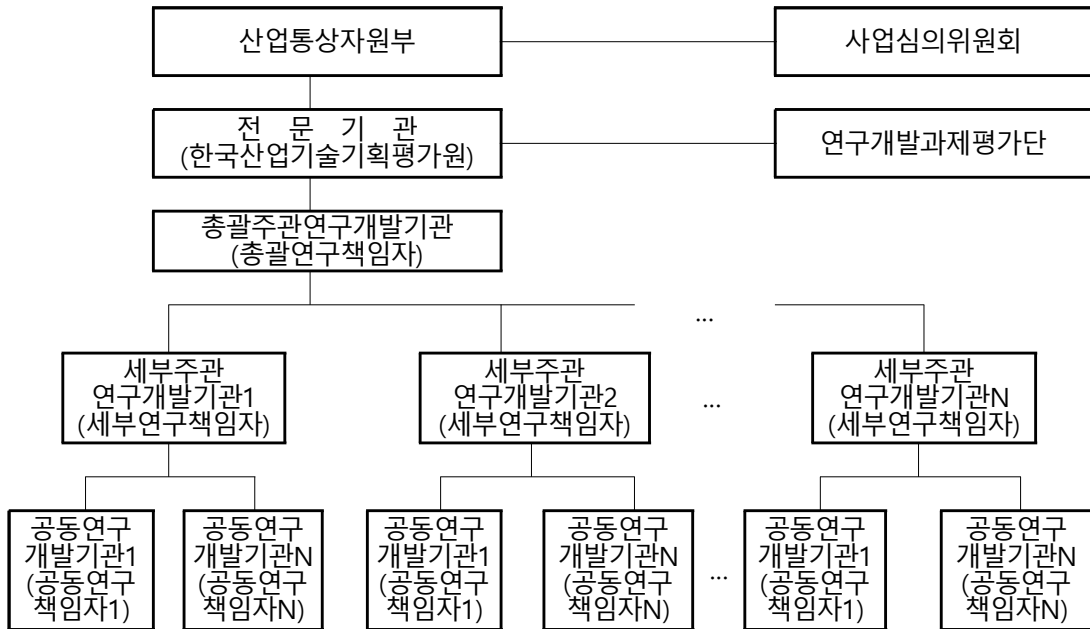 산업통상자원부
사업심의위원회
전 문 기 관
(한국산업기술기획평가원)
연구개발과제평가단
총괄주관연구개발기관
(총괄연구책임자)
...
세부주관
연구개발기관1
(세부연구책임자)
세부주관
연구개발기관2
(세부연구책임자)
...
세부주관
연구개발기관N
(세부연구책임자)
공동연구
개발기관1
(공동연구
책임자1)
공동연구
개발기관N
(공동연구
책임자N)
공동연구
개발기관1
(공동연구
책임자1)
공동연구
개발기관N
(공동연구
책임자N)
...
공동연구
개발기관1
(공동연구
책임자1)
공동연구
개발기관N
(공동연구
책임자N)